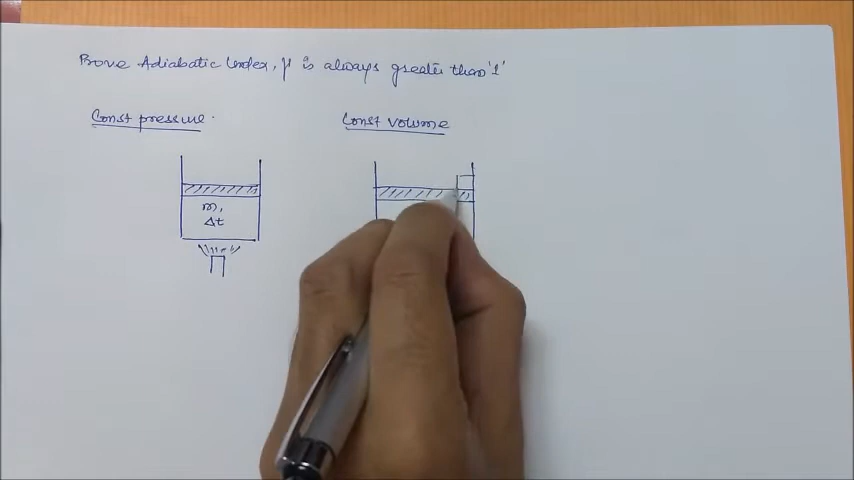 Prove Adiabatic Index, γ is always greater than '1'
Const pressure.
Const volume
m,
Δt